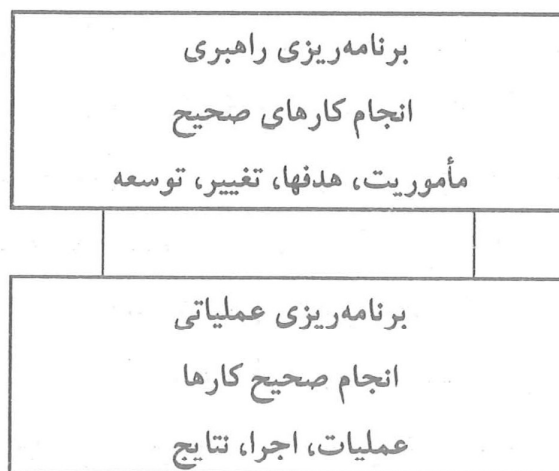 برنامه‌ریزی راهبری
انجام کارهای صحیح
مأموریت، هدفها، تغییر، توسعه
برنامه‌ریزی عملیاتی
انجام صحیح کارها
عملیات، اجرا، نتایج